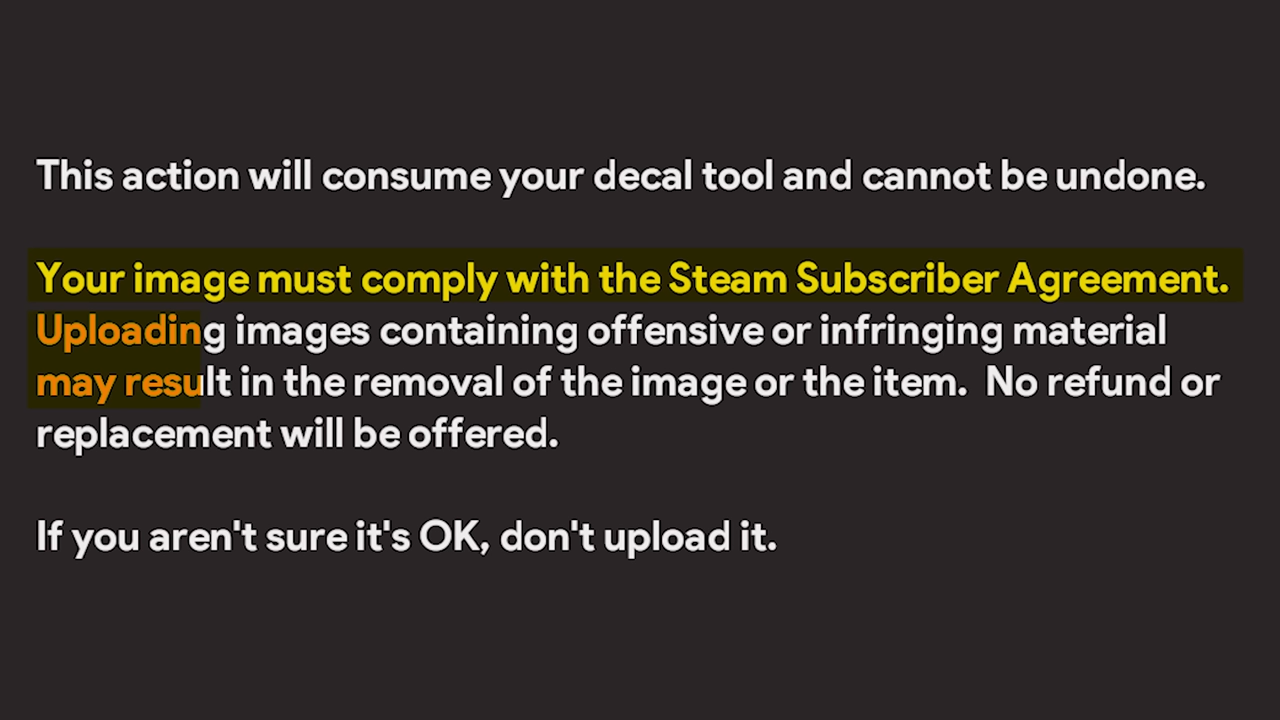 This action will consume your decal tool and cannot be undone.
Your image must comply with the Steam Subscriber Agreement.
Uploading images containing offensive or infringing material
may result in the removal of the image or the item.  No refund or
replacement will be offered.
If you aren't sure it's OK, don't upload it.